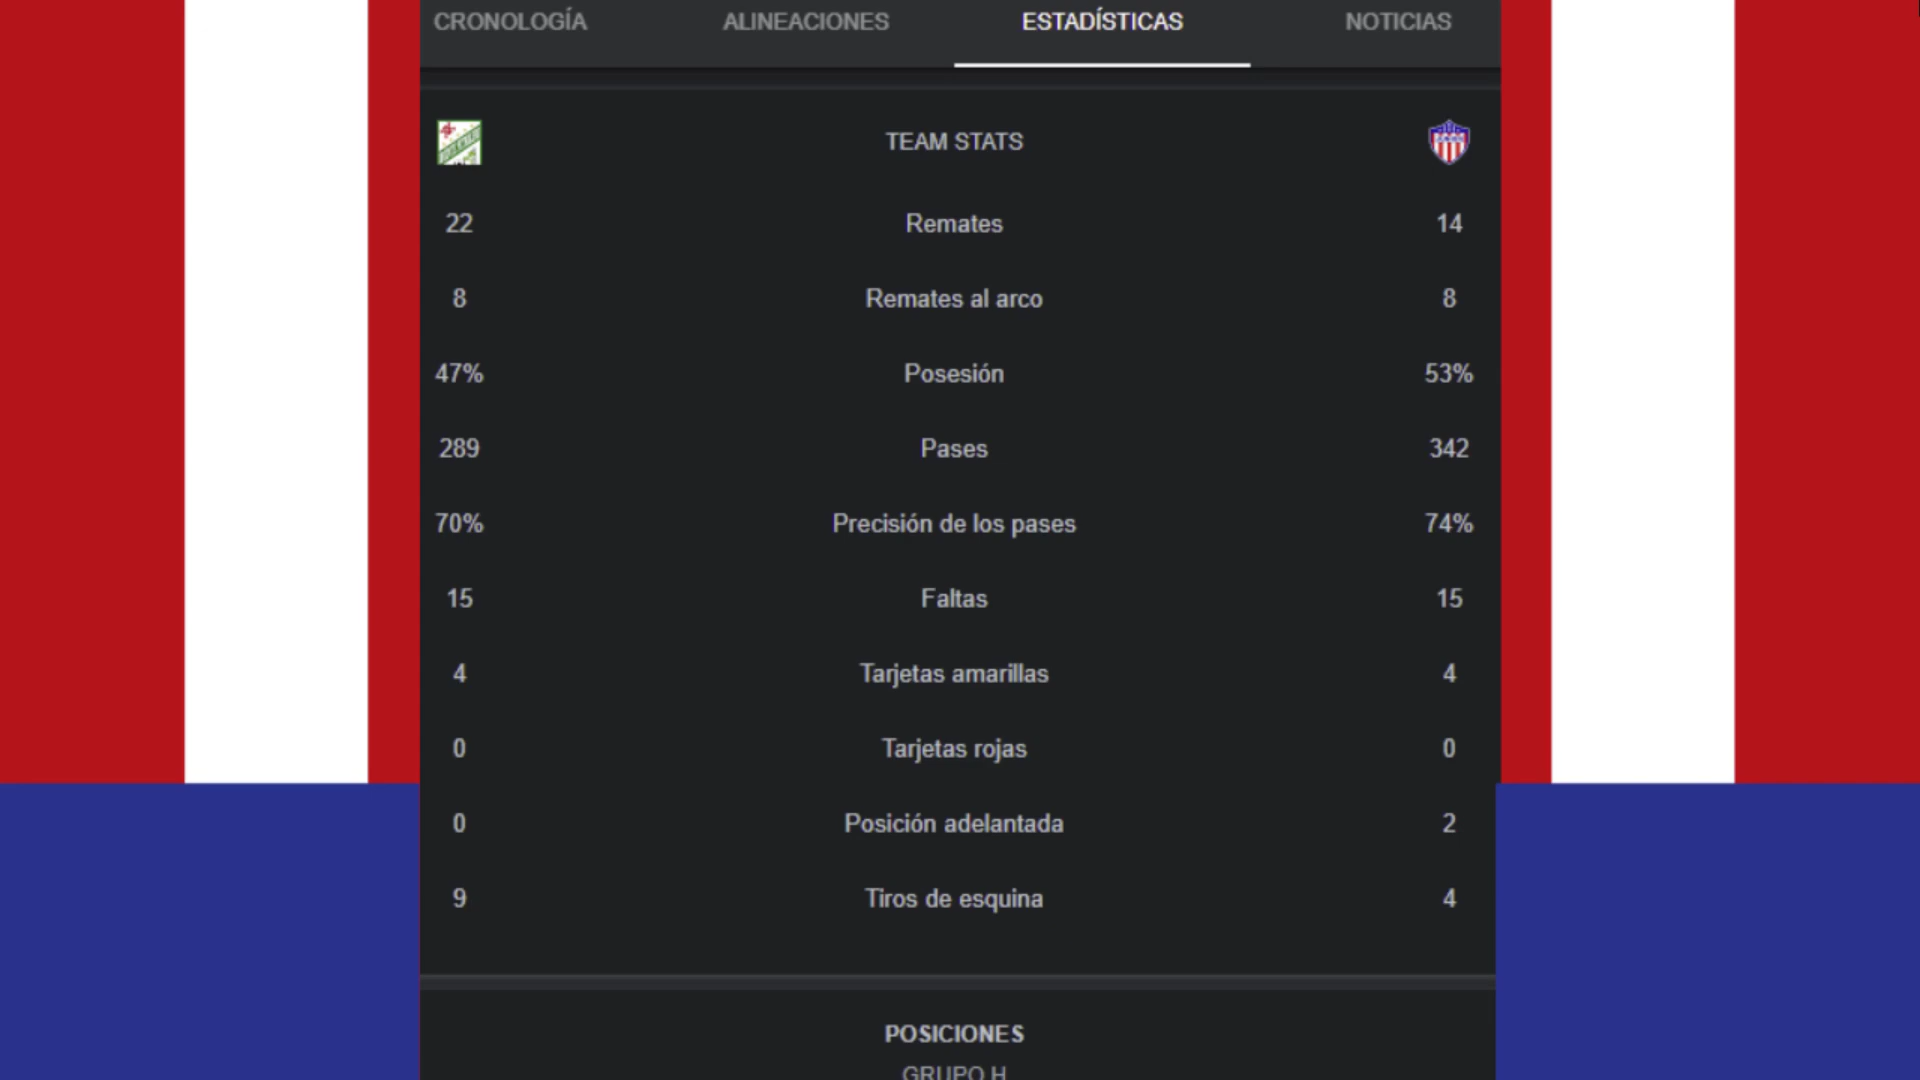 CRONOLOGÍA ALINEACIONES ESTADÍSTICAS NOTICIAS
TEAM STATS
22 Remates 14
8 Remates al arco 8
47% Posesión 53%
289 Pases 342
70% Precisión de los pases 74%
15 Faltas 15
4 Tarjetas amarillas 4
0 Tarjetas rojas 0
0 Posición adelantada 2
9 Tiros de esquina 4
POSICIONES
GRUPO H